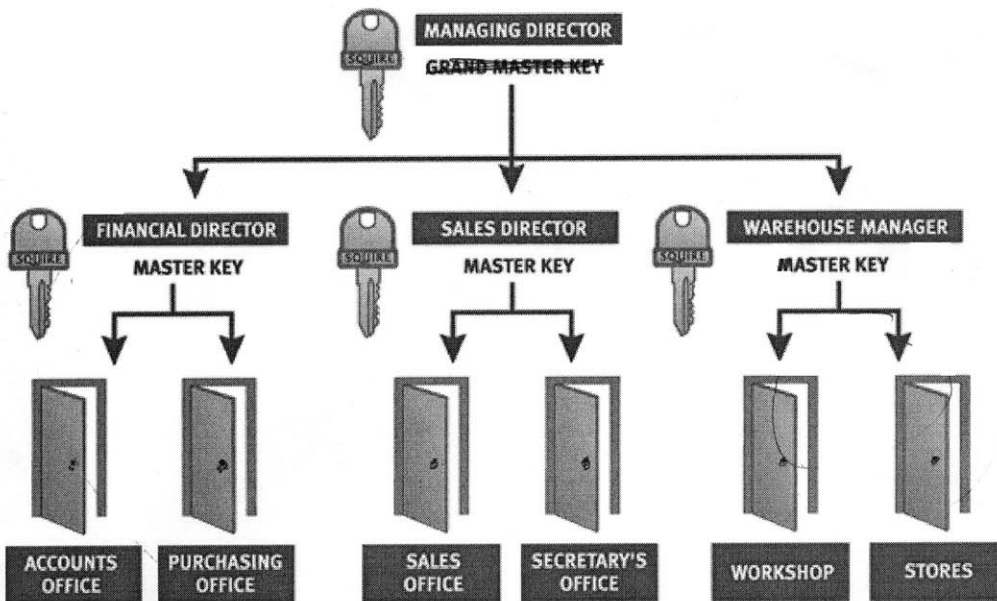 MANAGING DIRECTOR
SQUIRE
GRAND MASTER KEY
FINANCIAL DIRECTOR
SALES DIRECTOR
WAREHOUSE MANAGER
SQUIRE
MASTER KEY
SQUIRE
MASTER KEY
SQUIRE
MASTER KEY
ACCOUNTS
OFFICE
PURCHASING
OFFICE
SALES
OFFICE
SECRETARY'S
OFFICE
WORKSHOP
STORES